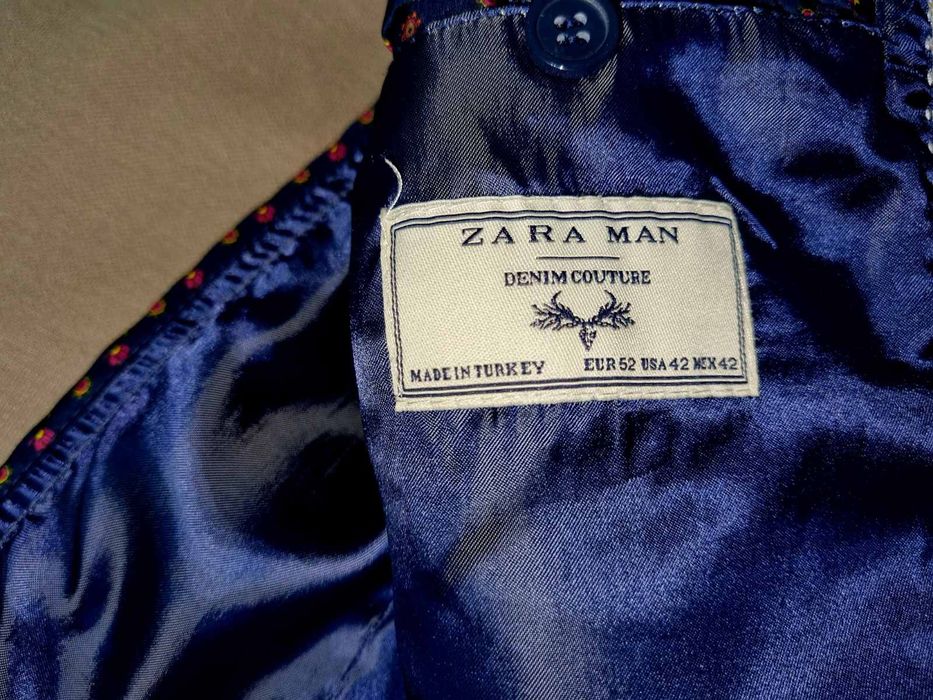 ZARA MAN
DENIM COUTURE
MADE IN TURKEY EUR 52 USA 42 MEX 42